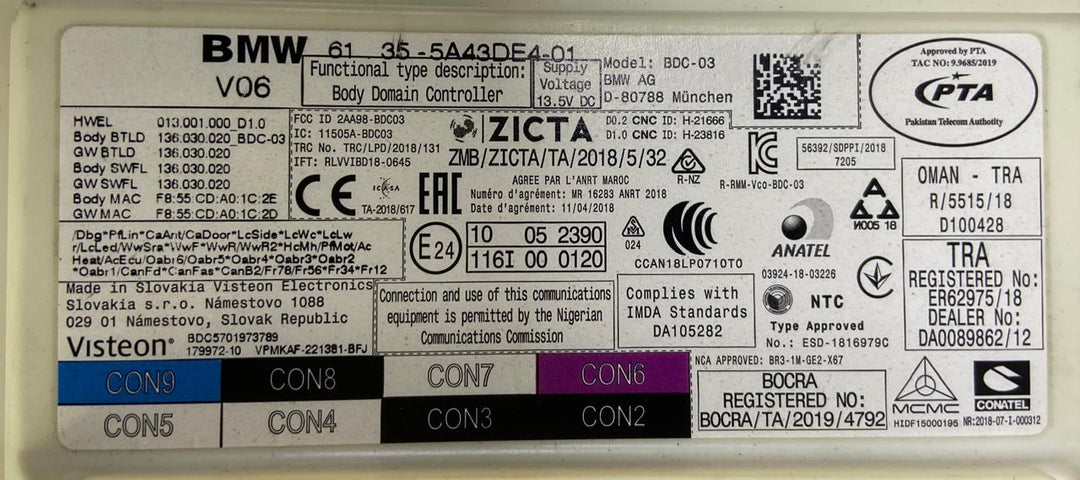 BMW 61 35 - 5A43DE4-01
V06
Functional type description:
Body Domain Controller
Supply
Voltage
13.5V DC
Model: BDC-03
BMW AG
D-80788 München
Approved by PTA
TAC NO: 9.9685/2019
PTA
Pakistan Telecom Authority
HWEL 013.001.000_D1.0
Body BTLD 136.030.020_BDC-03
GW BTLD 136.030.020
Body SWFL 136.030.020
GW SWFL 136.030.020
Body MAC F8:55:CD:A0:1C:2E
GW MAC F8:55:CD:A0:1C:2D
FCC ID 2AA98-BDC03
IC: 11505A-BDC03
TRC No. TRC/LPD/2018/131
IFT: RLVVIBD18-0645
ZICTA
D0.2 CNC ID: H-21666
D1.0 CNC ID: H-23816
ZMB/ZICTA/TA/2018/5/32
R-NZ
R-RMM-Vco-BDC-03
56392/SDPPI/2018
7205
CE
ICASA
TA-2018/617
EAC
AGREE PAR L'ANRT MAROC
Numéro d'agrément: MR 16283 ANRT 2018
Date d'agrément: 11/04/2018
OMAN - TRA
R/5515/18
D100428
/Dbg*PfLin*CaAnt/CaDoor*LcSide*LcWc*LcLw
r/LcLed/WwSra*WwF*WwR/WwR2*HcMh/PfMot/Ac
Heat/AcEcu/Oabr6/Oabr5*Oabr4*Oabr3*Oabr2
*Oabr1/CanFd*CanFas*CanB2/Fr78/Fr56*Fr34*Fr12
E24
10 05 2390
116I 00 0120
024
CCAN18LP0710T0
ANATEL
03924-18-03226
И005 18
TRA
REGISTERED No:
ER62975/18
DEALER No:
DA0089862/12
Made in Slovakia Visteon Electronics
Slovakia s.r.o. Námestovo 1088
029 01 Námestovo, Slovak Republic
Visteon®
BDC5701973789
179972-10 VPMKAF-221381-BFJ
Connection and use of this communications
equipment is permitted by the Nigerian
Communications Commission
Complies with
IMDA Standards
DA105282
NTC
Type Approved
No.: ESD-1816979C
NCA APPROVED: BR3-1M-GE2-X67
CON9 CON8 CON7 CON6
CON5 CON4 CON3 CON2
BOCRA
REGISTERED No:
BOCRA/TA/2019/4792
MCMC
HIDF15000195
CONATEL
NR:2018-07-I-000312